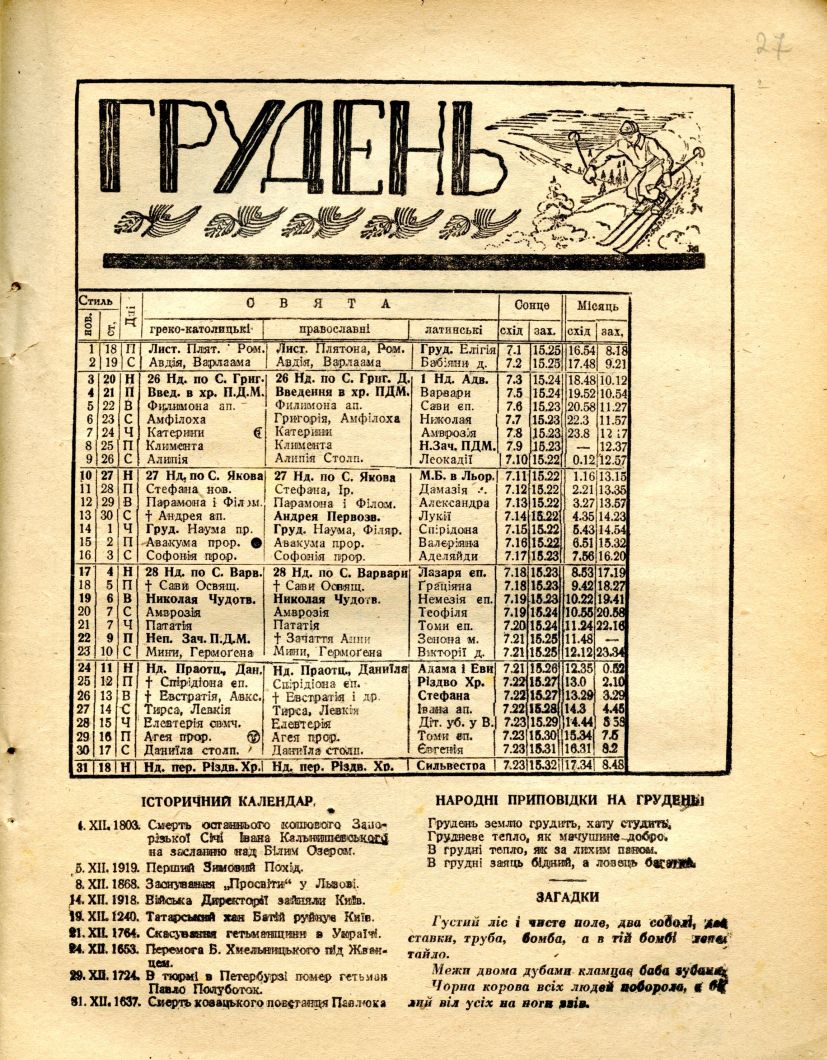 27
ГРУДЕНЬ
Стиль Дні СВЯТА Сонце Місяць
нов. ст. греко-католицькі православні латинські схід зах. схід зах.
1 18 П Лист. Плят. Ром. Лист. Плятона, Ром. Груд. Елігія 7.1 15.25 16.54 8.18
2 19 С Авдія, Варлаама Авдія, Варлаама Бабіяни д. 7.2 15.25 17.48 9.21
3 20 Н 26 Нд. по С. Григ. 26 Нд. по С. Григ. Д. 1 Нд. Адв. 7.3 15.24 18.48 10.12
4 21 П Введ. в хр. П.Д.М. Введення в хр. ПДМ. Варвари 7.5 15.24 19.52 10.54
5 22 В Филимона ап. Филимона ап. Сави еп. 7.6 15.23 20.58 11.27
6 23 С Амфілоха Григорія, Амфілоха Николая 7.7 15.23 22.3 11.57
7 24 Ч Катерини Катерини Амврозія 7.8 15.23 23.8
8 25 П Климента Климента Н.Зач. ПДМ. 7.9 15.23 — 12.37
9 26 С Алипія Алипія Столп. Леокадії 7.10 15.22 0.12 12.57
10 27 Н 27 Нд. по С. Якова 27 Нд. по С. Якова М.Б. в Льор. 7.11 15.22 1.16 13.15
11 28 П Стефана нов. Стефана, Ір. Дамазія 7.12 15.22 2.21 13.35
12 29 В Парамона і Філом. Парамона і Філом. Александра 7.13 15.22 3.27 13.57
13 30 С † Андрея ап. Андрея Первозв. Лукії 7.14 15.22 4.35 14.23
14 1 Ч Груд. Наума пр. Груд. Наума, Філяр. Спірідона 7.15 15.22 5.43 14.54
15 2 П Авакума прор. Авакума прор. Валеріяна 7.16 15.22 6.51 15.32
16 3 С Софонія прор. Софонія прор. Аделяйди 7.17 15.23 7.56 16.20
17 4 Н 28 Нд. по С. Варв. 28 Нд. по С. Варвари Лазаря еп. 7.18 15.23 8.53 17.19
18 5 П † Сави Освящ. † Сави Освящ. Ґраціяна 7.18 15.23 9.42 18.27
19 6 В Николая Чудотв. Николая Чудотв. Немезія еп. 7.19 15.23 10.22 19.41
20 7 С Амврозія Амврозія Теофіля 7.19 15.24 10.55 20.58
21 7 Ч Пататія Пататія Томи еп. 7.20 15.24 11.24 22.16
22 9 П Неп. Зач. П.Д.М. † Зачаття Анни Зенона м. 7.21 15.25 11.48 —
23 10 С Мини, Гермоґена Мини, Гермоґена Вікторії д. 7.21 15.25 12.12 23.34
24 11 Н Нд. Праотц., Дан. Нд. Праотц., Даниїла Адама і Еви 7.21 15.26 12.35 0.52
25 12 П † Спірідіона еп. Спірідіона еп. Різдво Хр. 7.22 15.27 13.0 2.10
26 13 В † Евстратія, Авкс. † Евстратія і др. Стефана 7.22 15.27 13.29 3.29
27 14 С Тирса, Левкія Тирса, Левкія Івана ап. 7.22 15.28 14.3 4.45
28 15 Ч Елевтерія свмч. Елевтерія Діт. уб. у В. 7.23 15.29 14.44
29 16 П Агея прор. Агея прор. Томи еп. 7.23 15.30 15.34 7.5
30 17 С Даниїла столп. Даниїла столп. Євгенія 7.23 15.31 16.31 8.2
31 18 Н Нд. пер. Різдв. Хр. Нд. пер. Різдв. Хр. Сильвестра 7.23 15.32 17.34 8.48
ІСТОРИЧНИЙ КАЛЕНДАР.
XII. 1803. Смерть останнього кошового Запо-
різької Січі Івана Кальнишевського
на засланню над Білим Озером.
5. XII. 1919. Перший Зимовий Похід.
8. XII. 1868. Заснування „Просвіти“ у Львові.
14. XII. 1918. Війська Директорії зайняли Київ.
19. XII. 1240. Татарський хан Батій руйнує Київ.
21. XII. 1764. Скасування гетьманщини в Україні.
24. XII. 1653. Перемога Б. Хмельницького під Жван-
цем.
29. XII. 1724. В тюрмі в Петербурзі помер гетьман
Павло Полуботок.
31. XII. 1637. Смерть козацького повстанця Павлюка
НАРОДНІ ПРИПОВІДКИ НА ГРУДЕНЬ
Грудень землю грудить, хату студить,
Грудневе тепло, як мачушине добро.
В грудні тепло, як за лихим паном.
В грудні заяць бідний, а ловець багатий.
ЗАГАДКИ
Густий ліс і чисте поле, два соболі, два
ставки, труба, бомба, а в тій бомбі
тайло.
Межи двома дубами кламцає баба зубами.
Чорна корова всіх людей поборола, а
лий віл усіх на ноги звів.